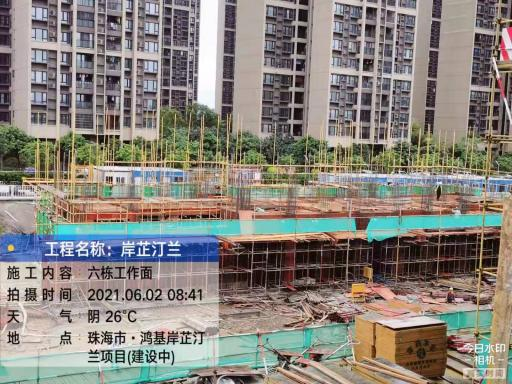 工程名称：岸芷汀兰
施工内容：六栋工作面
拍摄时间：2021.06.02 08:41
天 气：阴 26℃
地 点：珠海市·鸿基岸芷汀
兰项目(建设中)
今日水印
相机